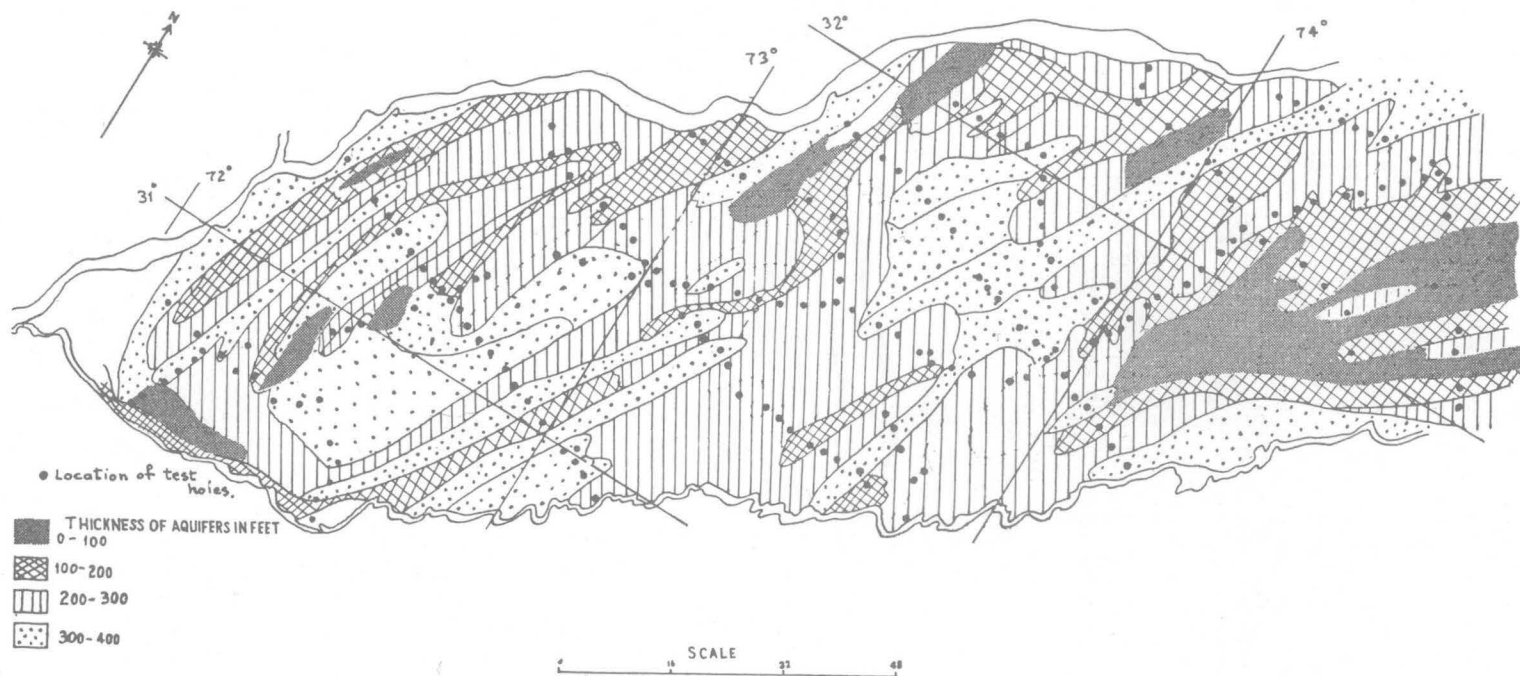 N
32°
74°
73°
72°
31°
Location of test
holes.
THICKNESS OF AQUIFERS IN FEET
0-100
100-200
200-300
300-400
SCALE
0 16 32 48